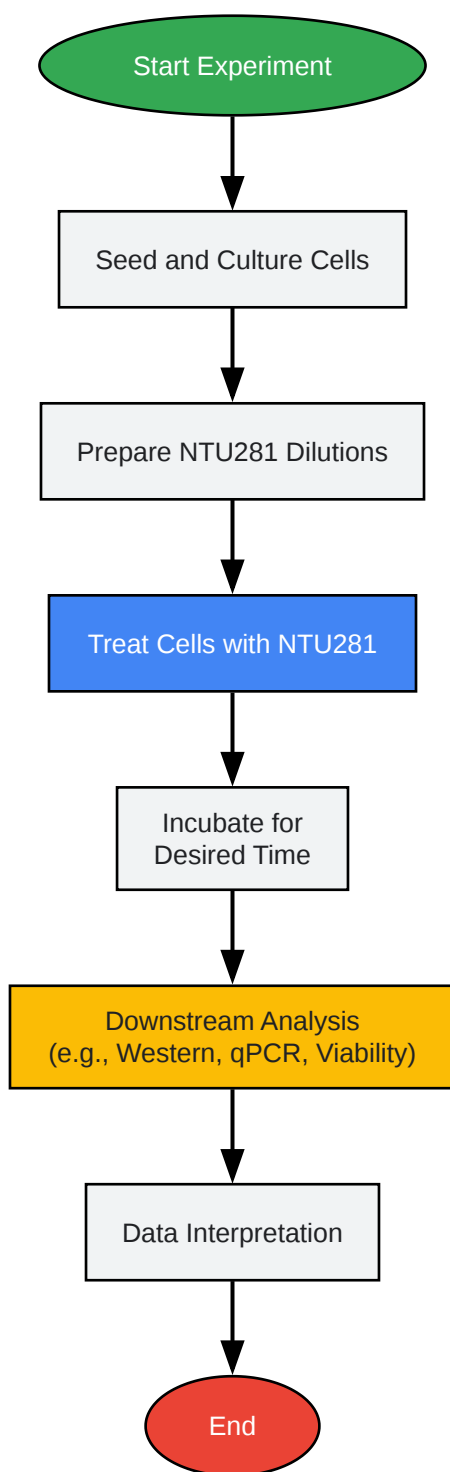 Start Experiment
Seed and Culture Cells
Prepare NTU281 Dilutions
Treat Cells with NTU281
Incubate for
Desired Time
Downstream Analysis
(e.g., Western, qPCR, Viability)
Data Interpretation
End